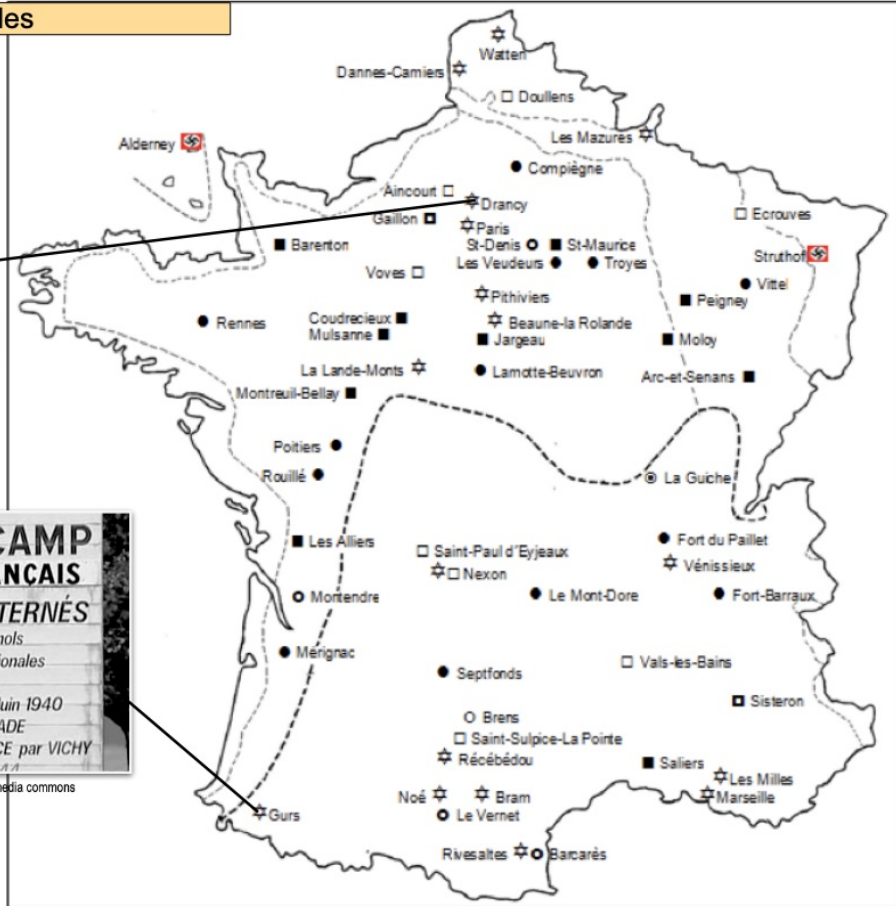 les
Watten
Dannes-Camiers
Doullens
Alderney
Les Mazures
Compiègne
Aincourt
Drancy
Gaillon
Ecrouves
Paris
Barenton
St-Denis
St-Maurice
Struthof
Les Veudeurs
Troyes
Voves
Vittel
Pithiviers
Peigney
Rennes
Coudrecieux
Beaune-la Rolande
Mulsanne
Jargeau
Moloy
La Lande-Monts
Lamotte-Beuvron
Arc-et-Senans
Montreuil-Bellay
Poitiers
Rouillé
La Guiche
CAMP
Les Alliers
Fort du Paillet
Saint-Paul d'Eyjeaux
NÇAIS
Vénissieux
Nexon
TERNÉS
Montendre
Le Mont-Dore
Fort-Barraux
nols
ionales
Mérignac
Vals-les-Bains
Septfonds
uin 1940
Sisteron
ADE
Brens
CE par VICHY
Saint-Sulpice-La Pointe
Récébédou
Saliers
44
Les Milles
edia commons
Noé
Bram
Marseille
Gurs
Le Vernet
Rivesaltes
Barcarès